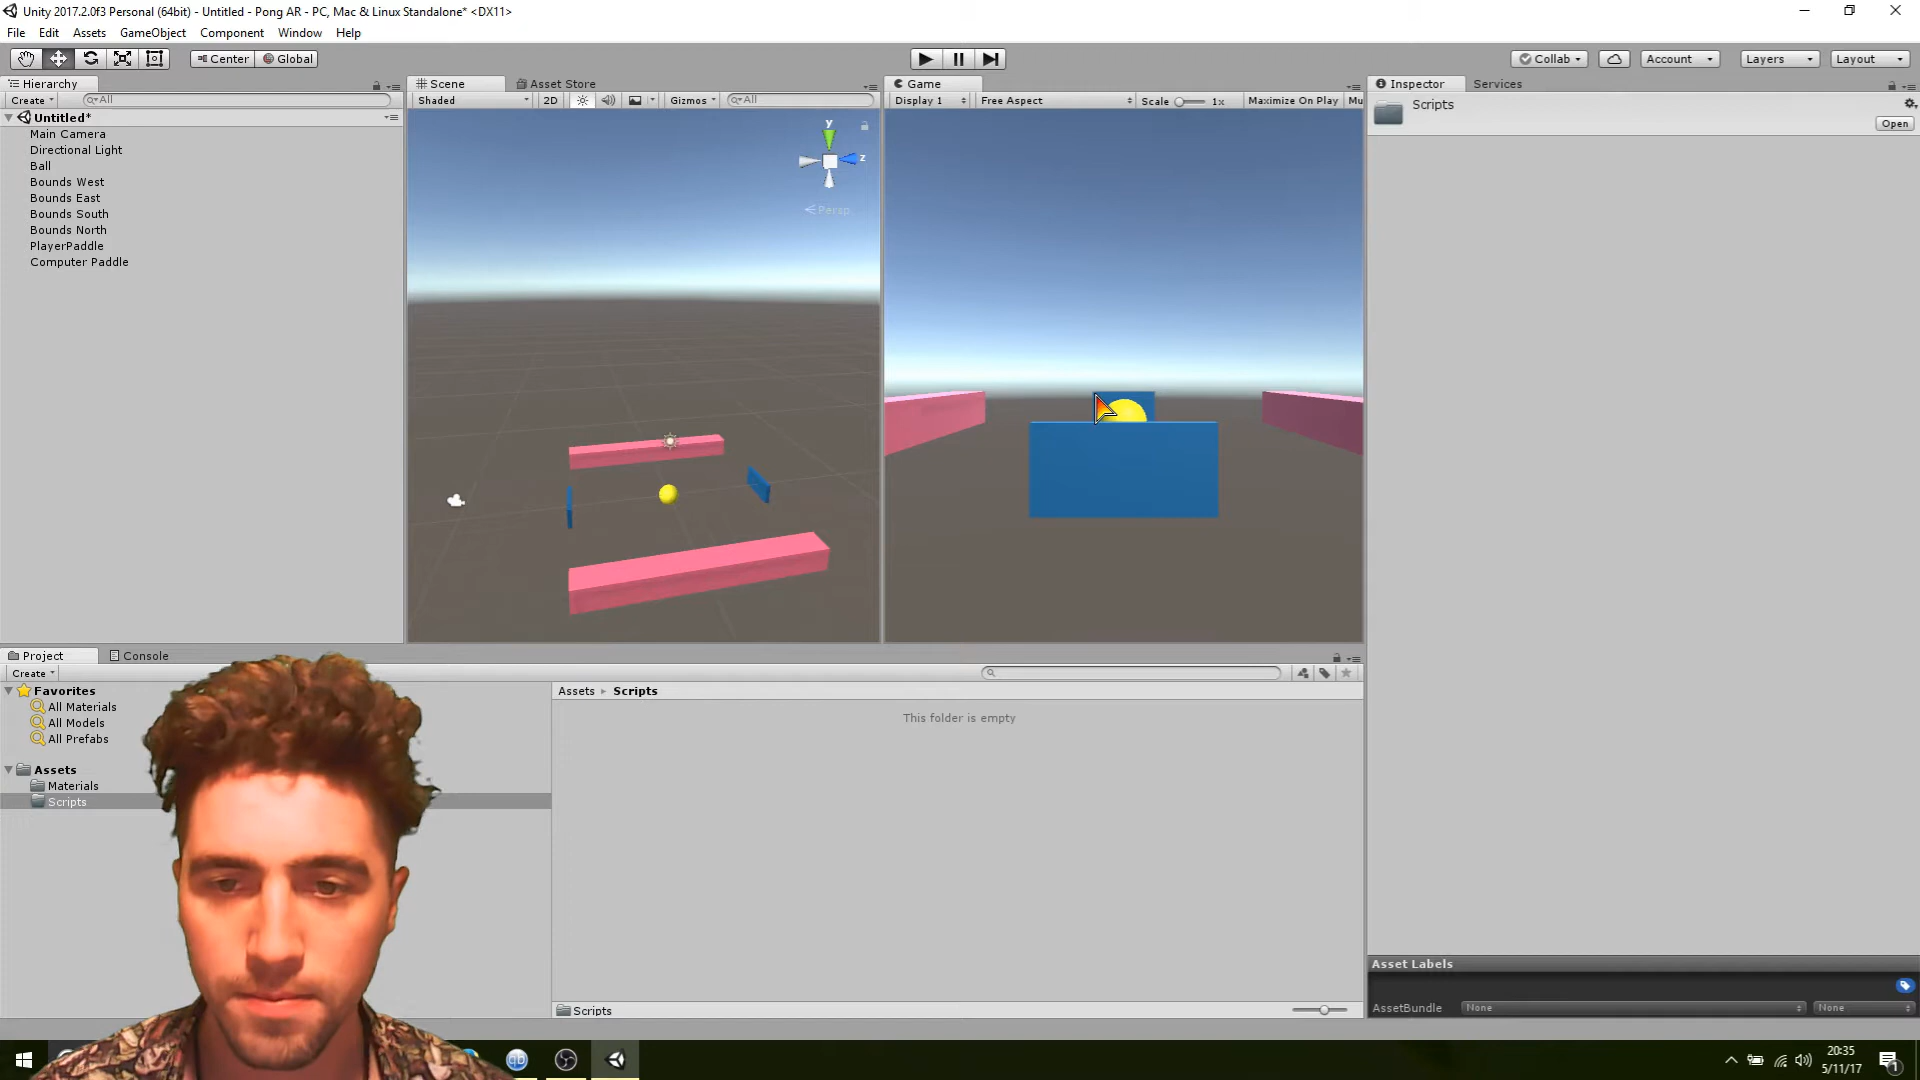 Unity 2017.2.0f3 Personal (64bit) - Untitled - Pong AR - PC, Mac & Linux Standalone* <DX11>
File Edit Assets GameObject Component Window Help
Center Global Collab Account Layers Layout
Hierarchy
Create All
Untitled*
Main Camera
Directional Light
Ball
Bounds West
Bounds East
Bounds South
Bounds North
PlayerPaddle
Computer Paddle
Scene Asset Store
Shaded 2D Gizmos All
y
z
Persp
Game
Display 1 Free Aspect Scale 1x Maximize On Play Mu
Inspector Services
Scripts
Open
Project Console
Create
Favorites
All Materials
All Models
All Prefabs
Assets
Materials
Scripts
Assets Scripts
This folder is empty
Scripts
Asset Labels
AssetBundle None None
20:35
5/11/17
1